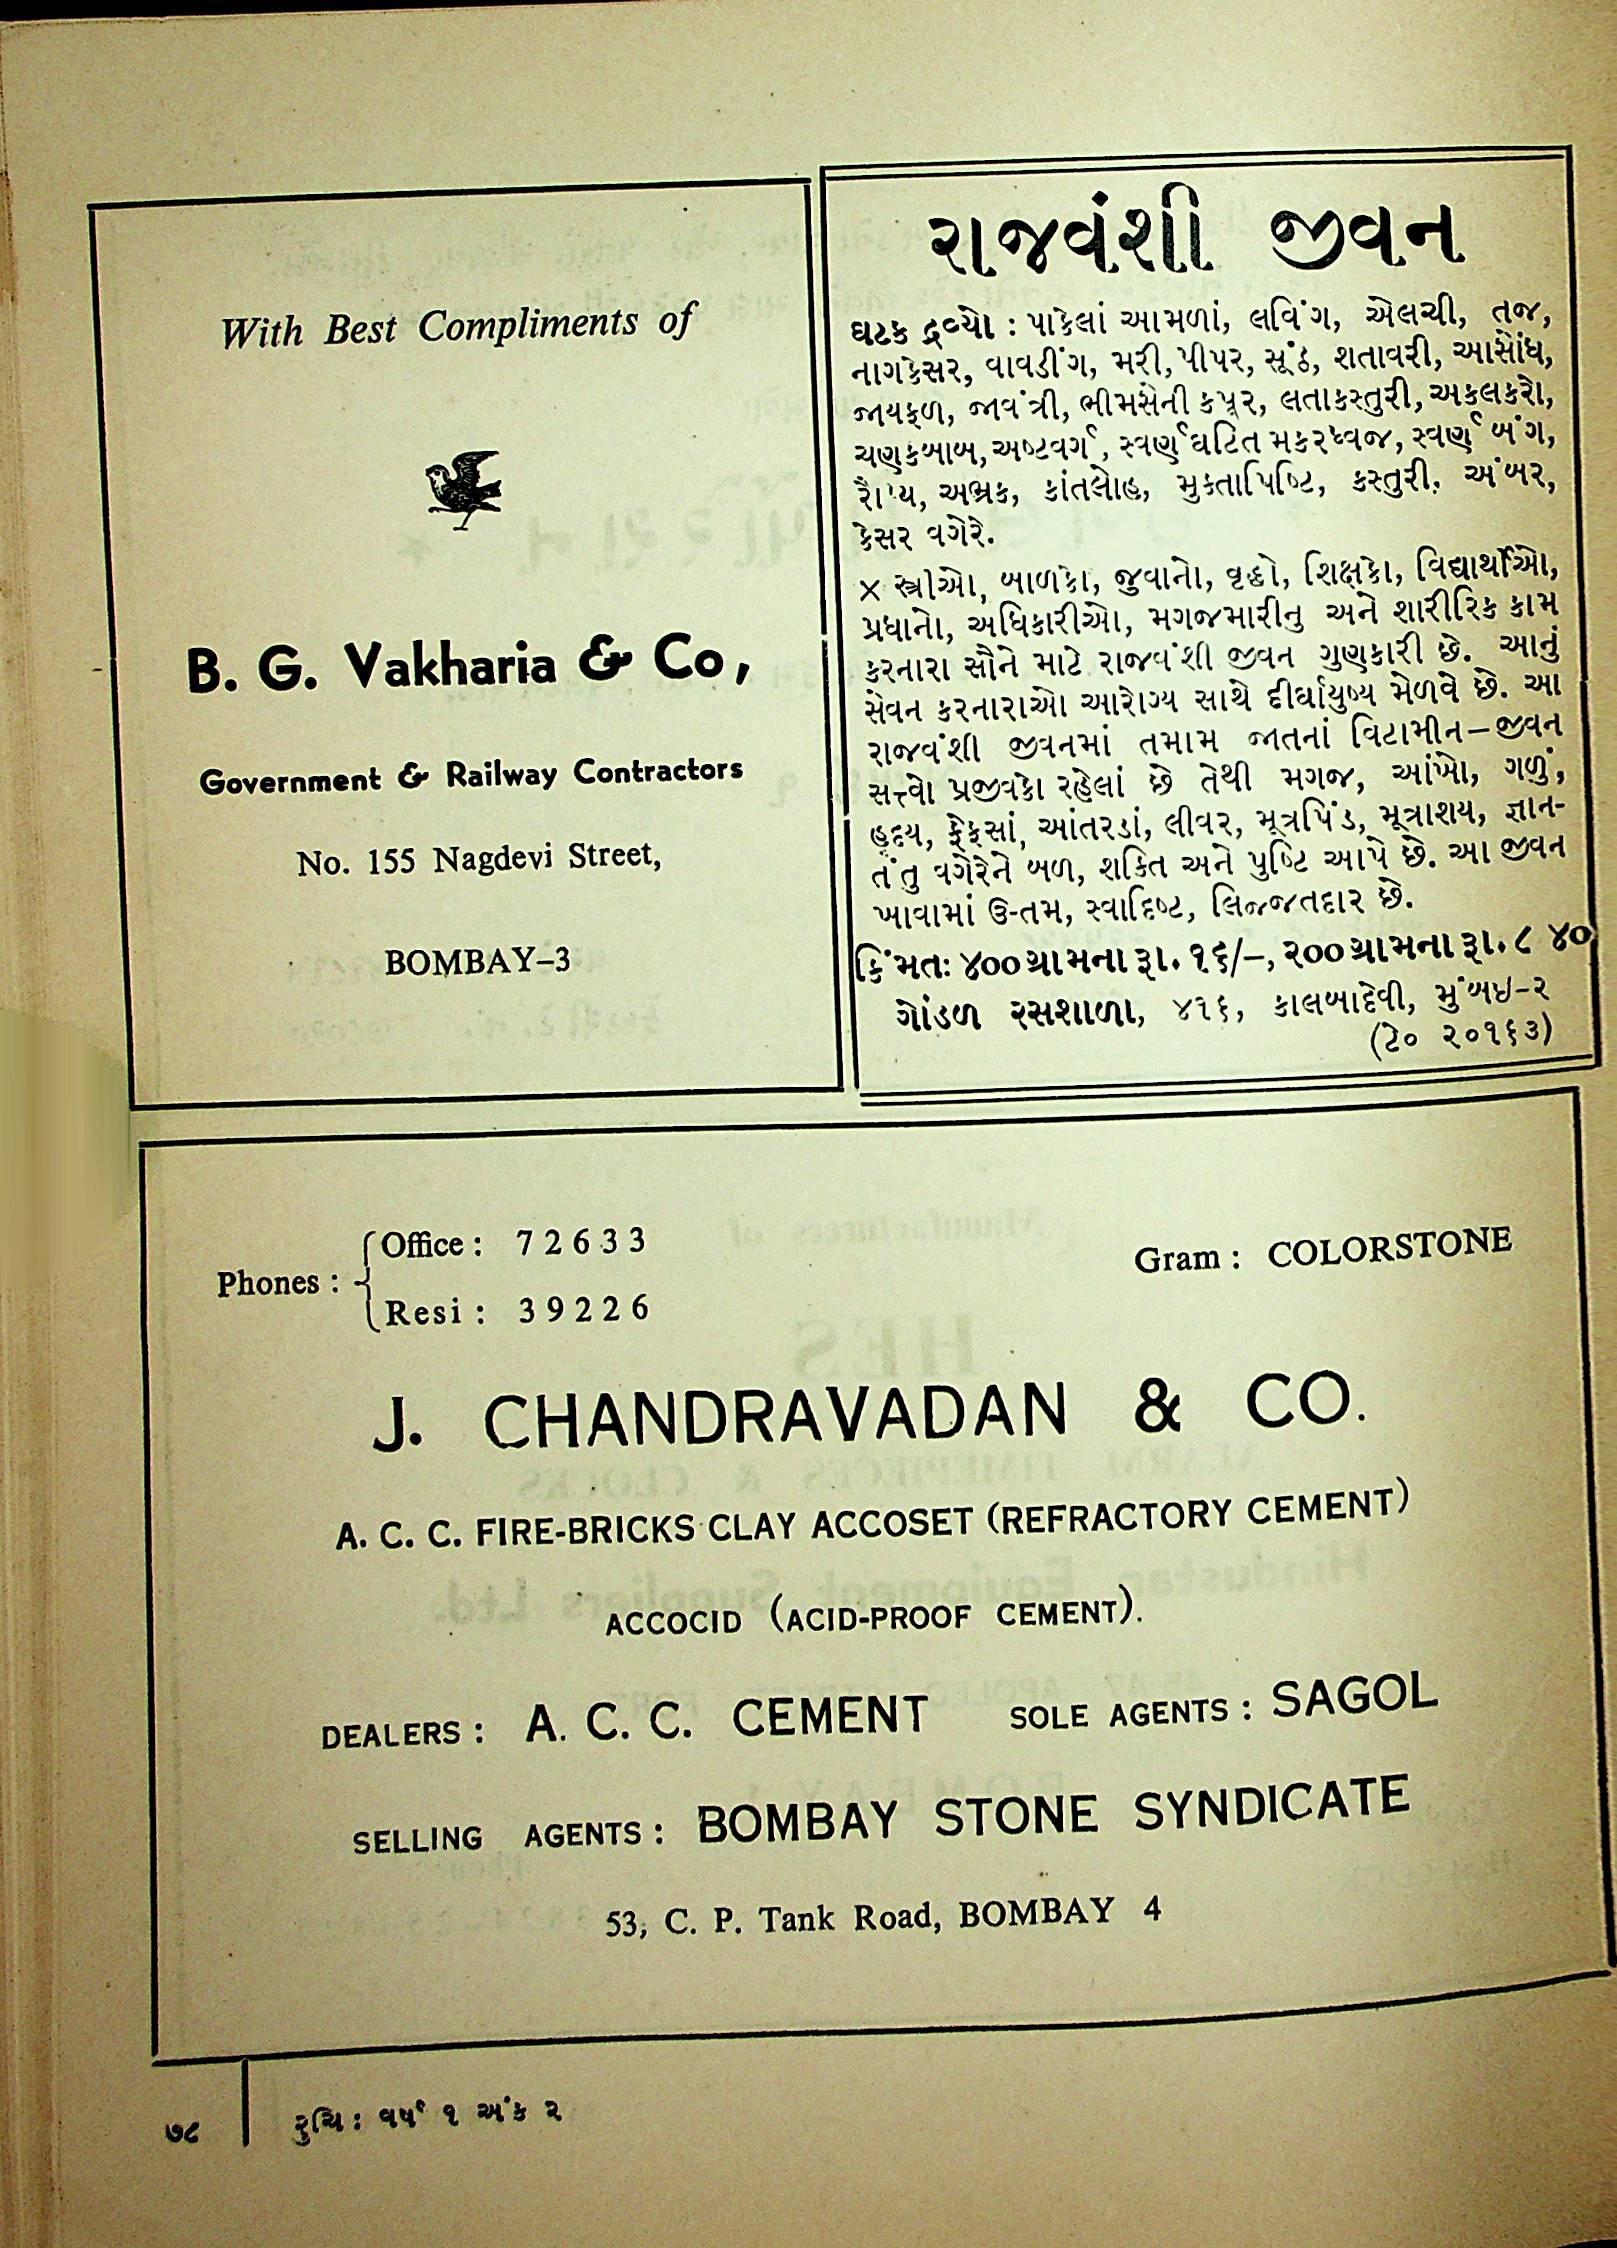 With Best Compliments of
B. G. Vakharia & Co,
Government & Railway Contractors
No. 155 Nagdevi Street,
BOMBAY-3
રાજવંશી જીવન
ઘટક દ્રવ્યો : પાકેલાં આમળાં, લવિંગ, એલચી, તજ,
નાગકેસર, વાવડીંગ, મરી, પીપર, સૂંઠ, શતાવરી, આસોંધ,
જાયફળ, જાવંત્રી, ભીમસેની કપૂર, લતાકસ્તુરી, અકલકરો,
ચણકબાબ, અષ્ટવર્ગ, સ્વર્ણઘટિત મકરધ્વજ, સ્વર્ણ બંગ,
રૌપ્ય, અભ્રક, કાંતલોહ, મુક્તાપિષ્ટિ, કસ્તુરી, અંબર,
કેસર વગેરે.
× સ્ત્રીઓ, બાળકો, જુવાનો, વૃદ્ધો, શિક્ષકો, વિદ્યાર્થીઓ,
પ્રધાનો, અધિકારીઓ, મગજમારીનુ અને શારીરિક કામ
કરનારા સૌને માટે રાજવંશી જીવન ગુણકારી છે. આનું
સેવન કરનારાઓ આરોગ્ય સાથે દીર્ઘાયુષ્ય મેળવે છે. આ
રાજવંશી જીવનમાં તમામ જાતનાં વિટામીન–જીવન
સત્ત્વો પ્રજીવકો રહેલાં છે તેથી મગજ, આંખો, ગળું,
હૃદય, ફેફસાં, આંતરડાં, લીવર, મૂત્રપિંડ, મૂત્રાશય, જ્ઞાન-
તંતુ વગેરેને બળ, શક્તિ અને પુષ્ટિ આપે છે. આ જીવન
ખાવામાં ઉત્તમ, સ્વાદિષ્ટ, લિજ્જતદાર છે.
કિંમત: ૪૦૦ ગ્રામના રૂા. ૧૬/–, ૨૦૦ ગ્રામના રૂા. ૮ ૪૦
ગોંડળ રસશાળા, ૪૧૬, કાલબાદેવી, મુંબઇ-૨
(ટે૦ ૨૦૧૬૩)
Phones : Office : 72633
Resi : 39226
Gram : COLORSTONE
J. CHANDRAVADAN & CO.
A. C. C. FIRE-BRICKS CLAY ACCOSET (REFRACTORY CEMENT)
ACCOCID (ACID-PROOF CEMENT).
DEALERS : A. C. C. CEMENT SOLE AGENTS : SAGOL
SELLING AGENTS : BOMBAY STONE SYNDICATE
53, C. P. Tank Road, BOMBAY 4
૭૮ રુચિ : વર્ષ ૧ અંક ૨